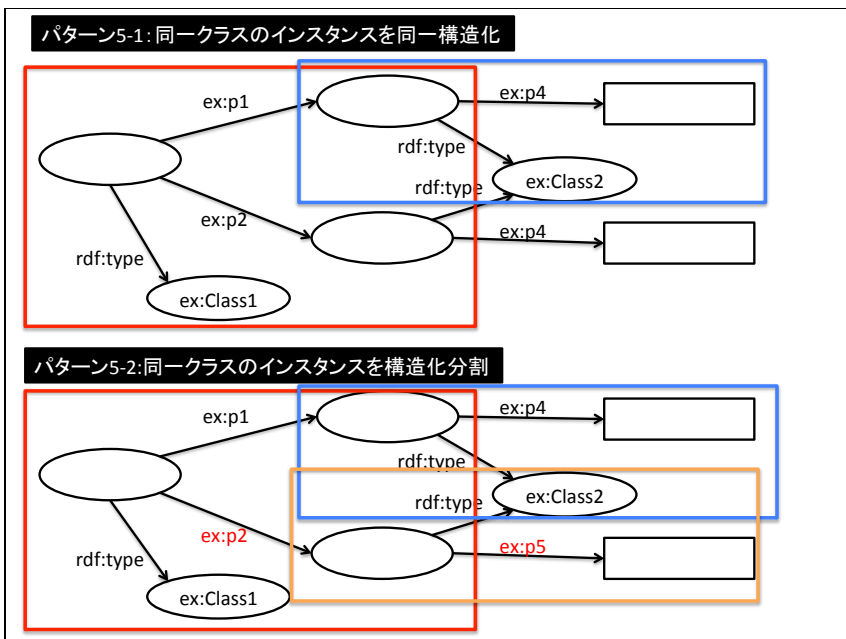 パターン5-1: 同一クラスのインスタンスを同一構造化
ex:p1
ex:p4
rdf:type
ex:Class2
rdf:type
ex:p2
ex:p4
rdf:type
ex:Class1
パターン5-2:同一クラスのインスタンスを構造化分割
ex:p1
ex:p4
rdf:type
ex:Class2
rdf:type
ex:p2
ex:p5
rdf:type
ex:Class1